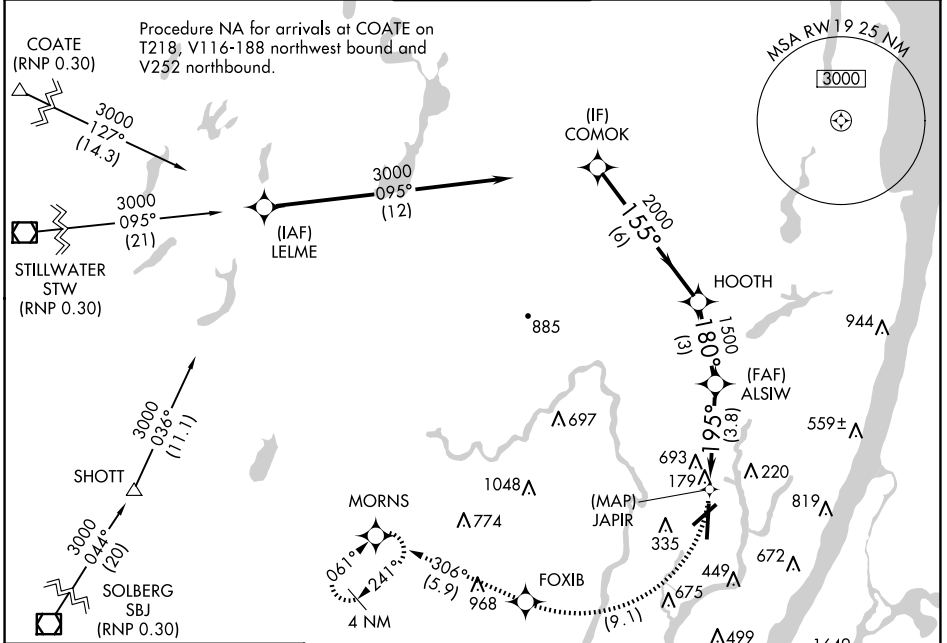 Procedure NA for arrivals at COATE on
T218, V116-188 northwest bound and
V252 northbound.
COATE
(RNP 0.30)
3000
127°
(14.3)
MSA RW19 25 NM
3000
(IF)
COMOK
3000
095°
(12)
2000
155°
(6)
3000
095°
(21)
(IAF)
LELME
STILLWATER
STW
(RNP 0.30)
HOOTH
1500
180°
(3)
885
944
(FAF)
ALSIW
195°
(3.8)
697
559±
3000
036°
(11.1)
693
179
220
SHOTT
1048
(MAP)
JAPIR
819
MORNS
774
335
3000
044°
(20)
061°
241°
306°
(5.9)
968
FOXIB
672
449
675
4 NM
(9.1)
SOLBERG
SBJ
(RNP 0.30)
499
1649